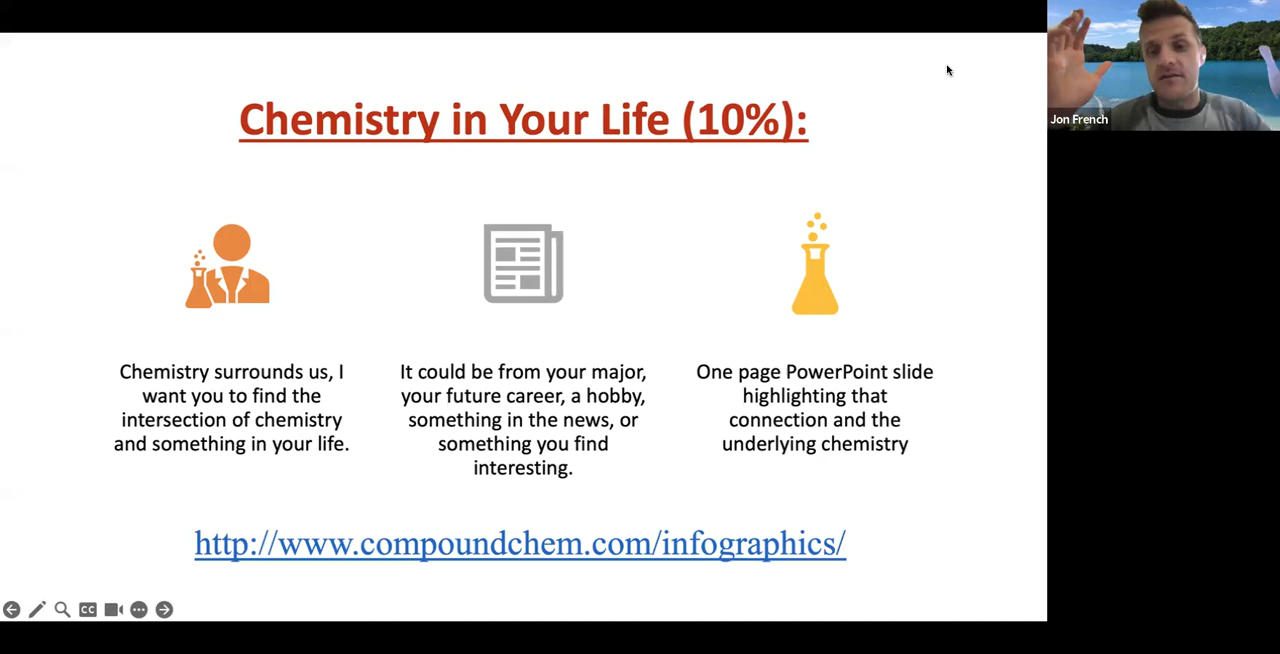 Chemistry in Your Life (10%):
Chemistry surrounds us, I
want you to find the
intersection of chemistry
and something in your life.
It could be from your major,
your future career, a hobby,
something in the news, or
something you find
interesting.
One page PowerPoint slide
highlighting that
connection and the
underlying chemistry
http://www.compoundchem.com/infographics/
CC
Jon French